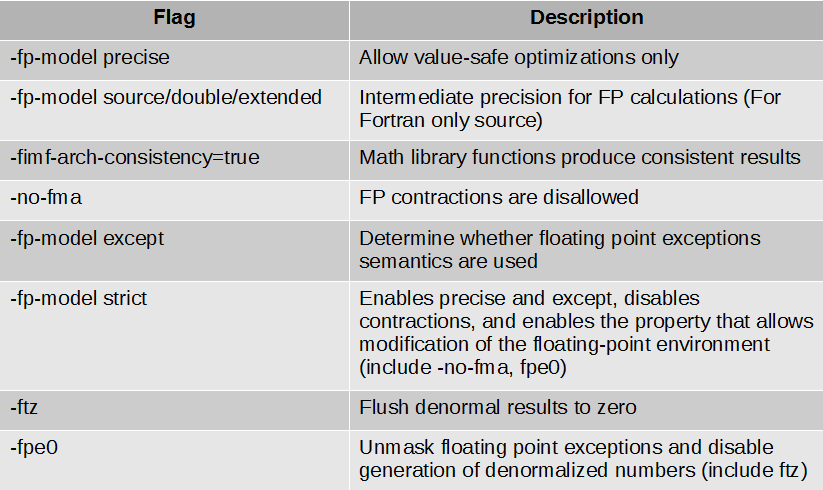 Flag Description
-fp-model precise Allow value-safe optimizations only
-fp-model source/double/extended Intermediate precision for FP calculations (For
Fortran only source)
-fimf-arch-consistency=true Math library functions produce consistent results
-no-fma FP contractions are disallowed
-fp-model except Determine whether floating point exceptions
semantics are used
-fp-model strict Enables precise and except, disables
contractions, and enables the property that allows
modification of the floating-point environment
(include -no-fma, fpe0)
-ftz Flush denormal results to zero
-fpe0 Unmask floating point exceptions and disable
generation of denormalized numbers (include ftz)